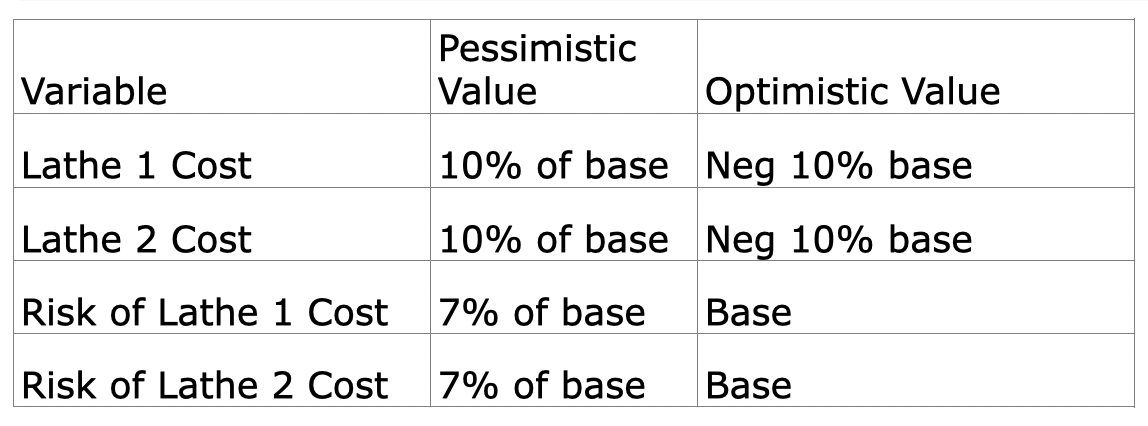 Variable Pessimistic Value Optimistic Value
Lathe 1 Cost 10% of base Neg 10% base
Lathe 2 Cost 10% of base Neg 10% base
Risk of Lathe 1 Cost 7% of base Base
Risk of Lathe 2 Cost 7% of base Base